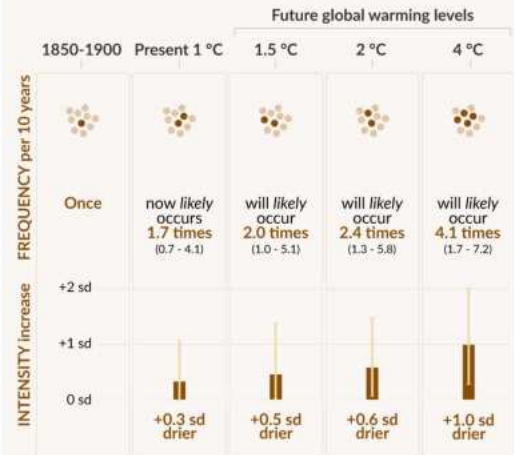 Future global warming levels
1850-1900 Present 1 °C 1.5 °C 2 °C 4 °C
FREQUENCY per 10 years
Once
now likely
occurs
1.7 times
(0.7 - 4.1)
will likely
occur
2.0 times
(1.0 - 5.1)
will likely
occur
2.4 times
(1.3 - 5.8)
will likely
occur
4.1 times
(1.7 - 7.2)
INTENSITY increase
+2 sd
+1 sd
0 sd
+0.3 sd
drier
+0.5 sd
drier
+0.6 sd
drier
+1.0 sd
drier